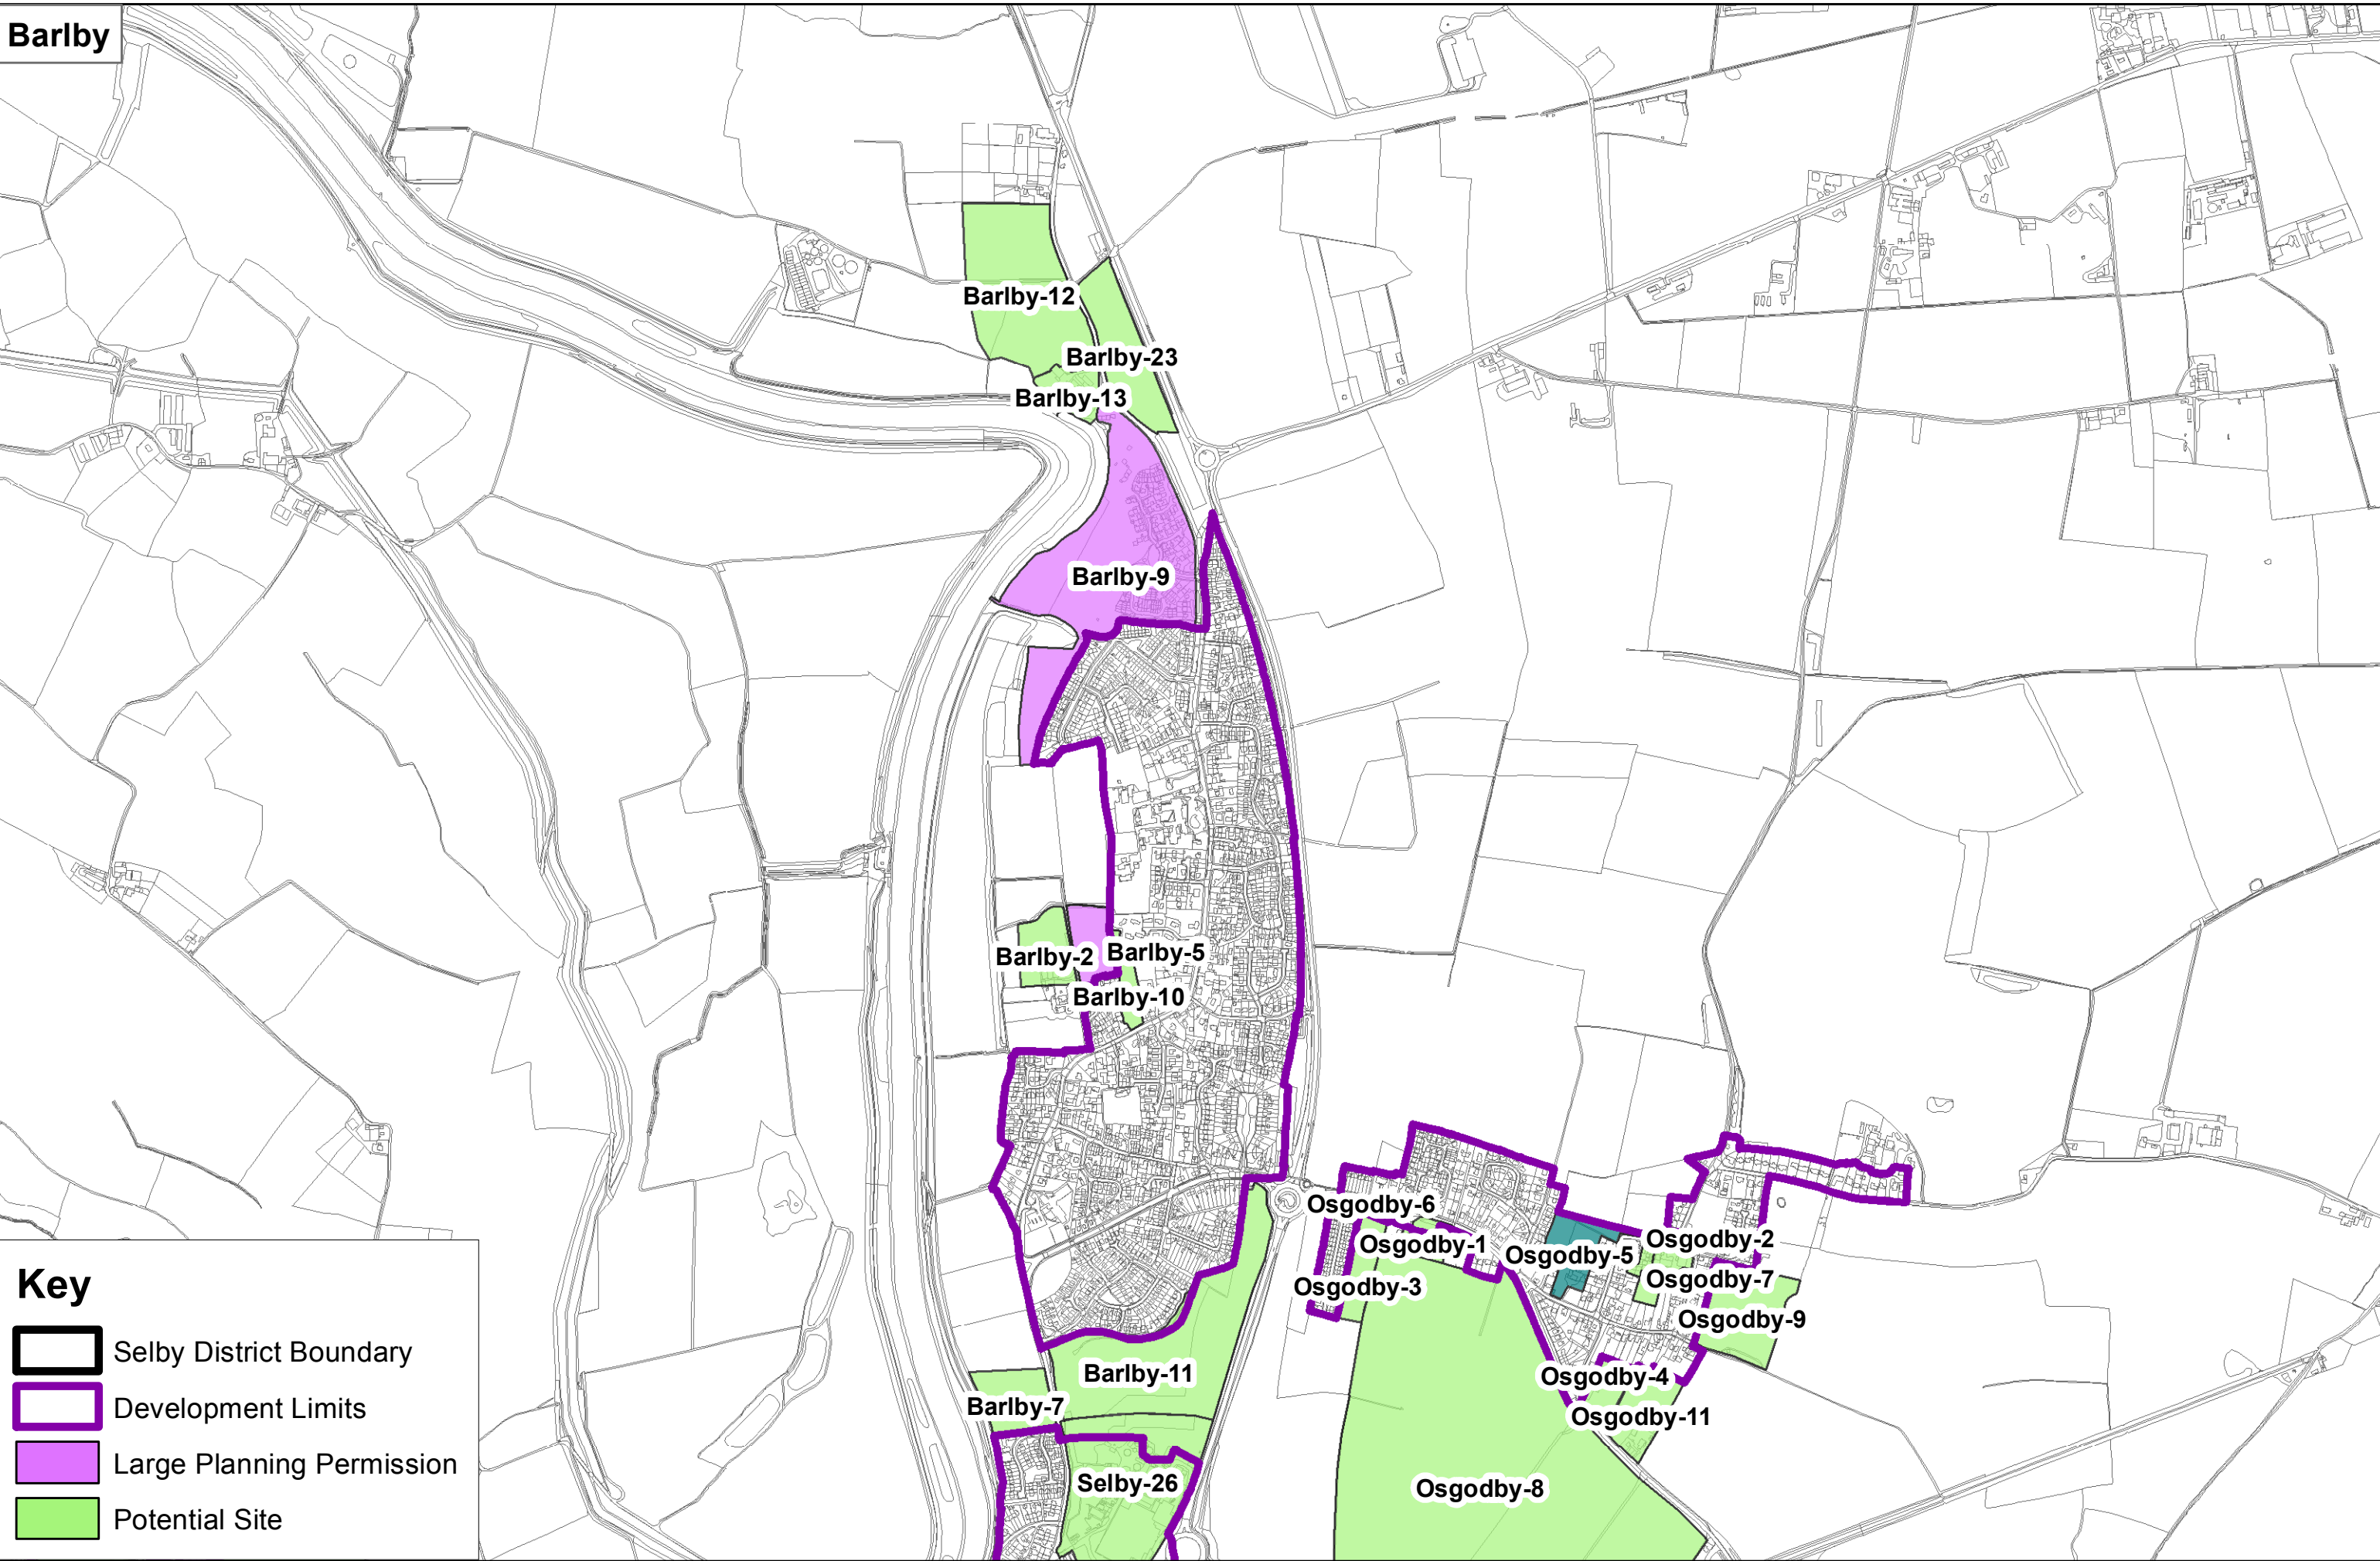 Barlby
Barlby-12
Barlby-23
Barlby-13
Barlby-9
Barlby-2
Barlby-5
Barlby-10
Osgodby-6
Osgodby-1
Osgodby-5
Osgodby-2
Osgodby-3
Osgodby-7
Osgodby-9
Barlby-11
Osgodby-4
Barlby-7
Osgodby-11
Selby-26
Osgodby-8
Key
Selby District Boundary
Development Limits
Large Planning Permission
Potential Site